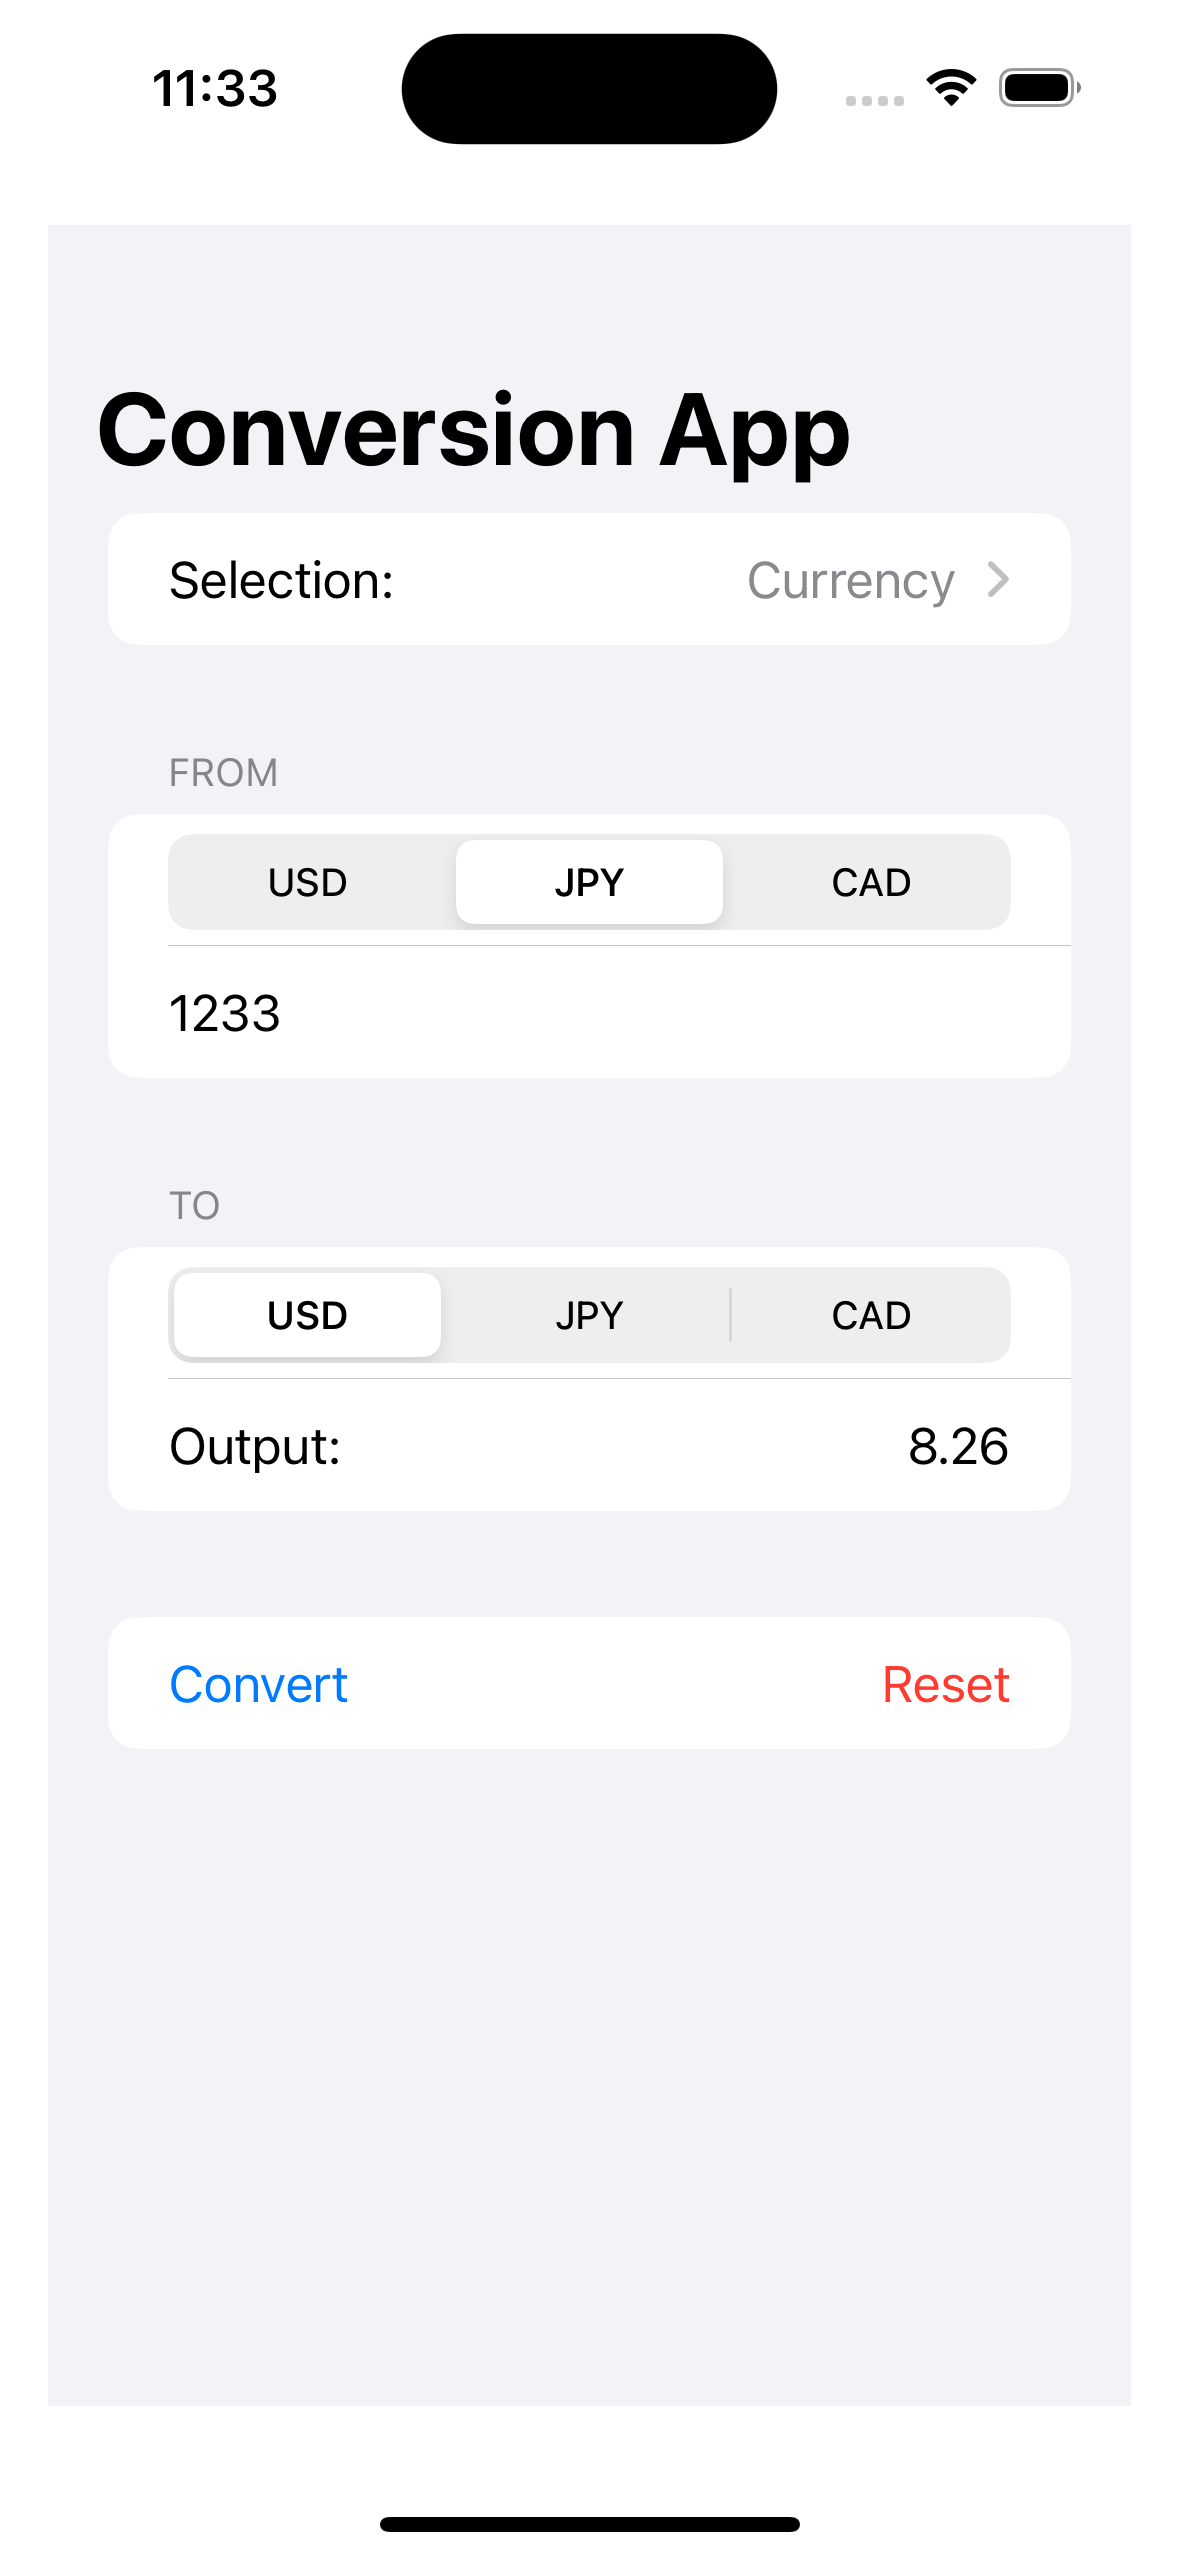 11:33
Conversion App
Selection: Currency
FROM
USD JPY CAD
1233
TO
USD JPY CAD
Output: 8.26
Convert Reset